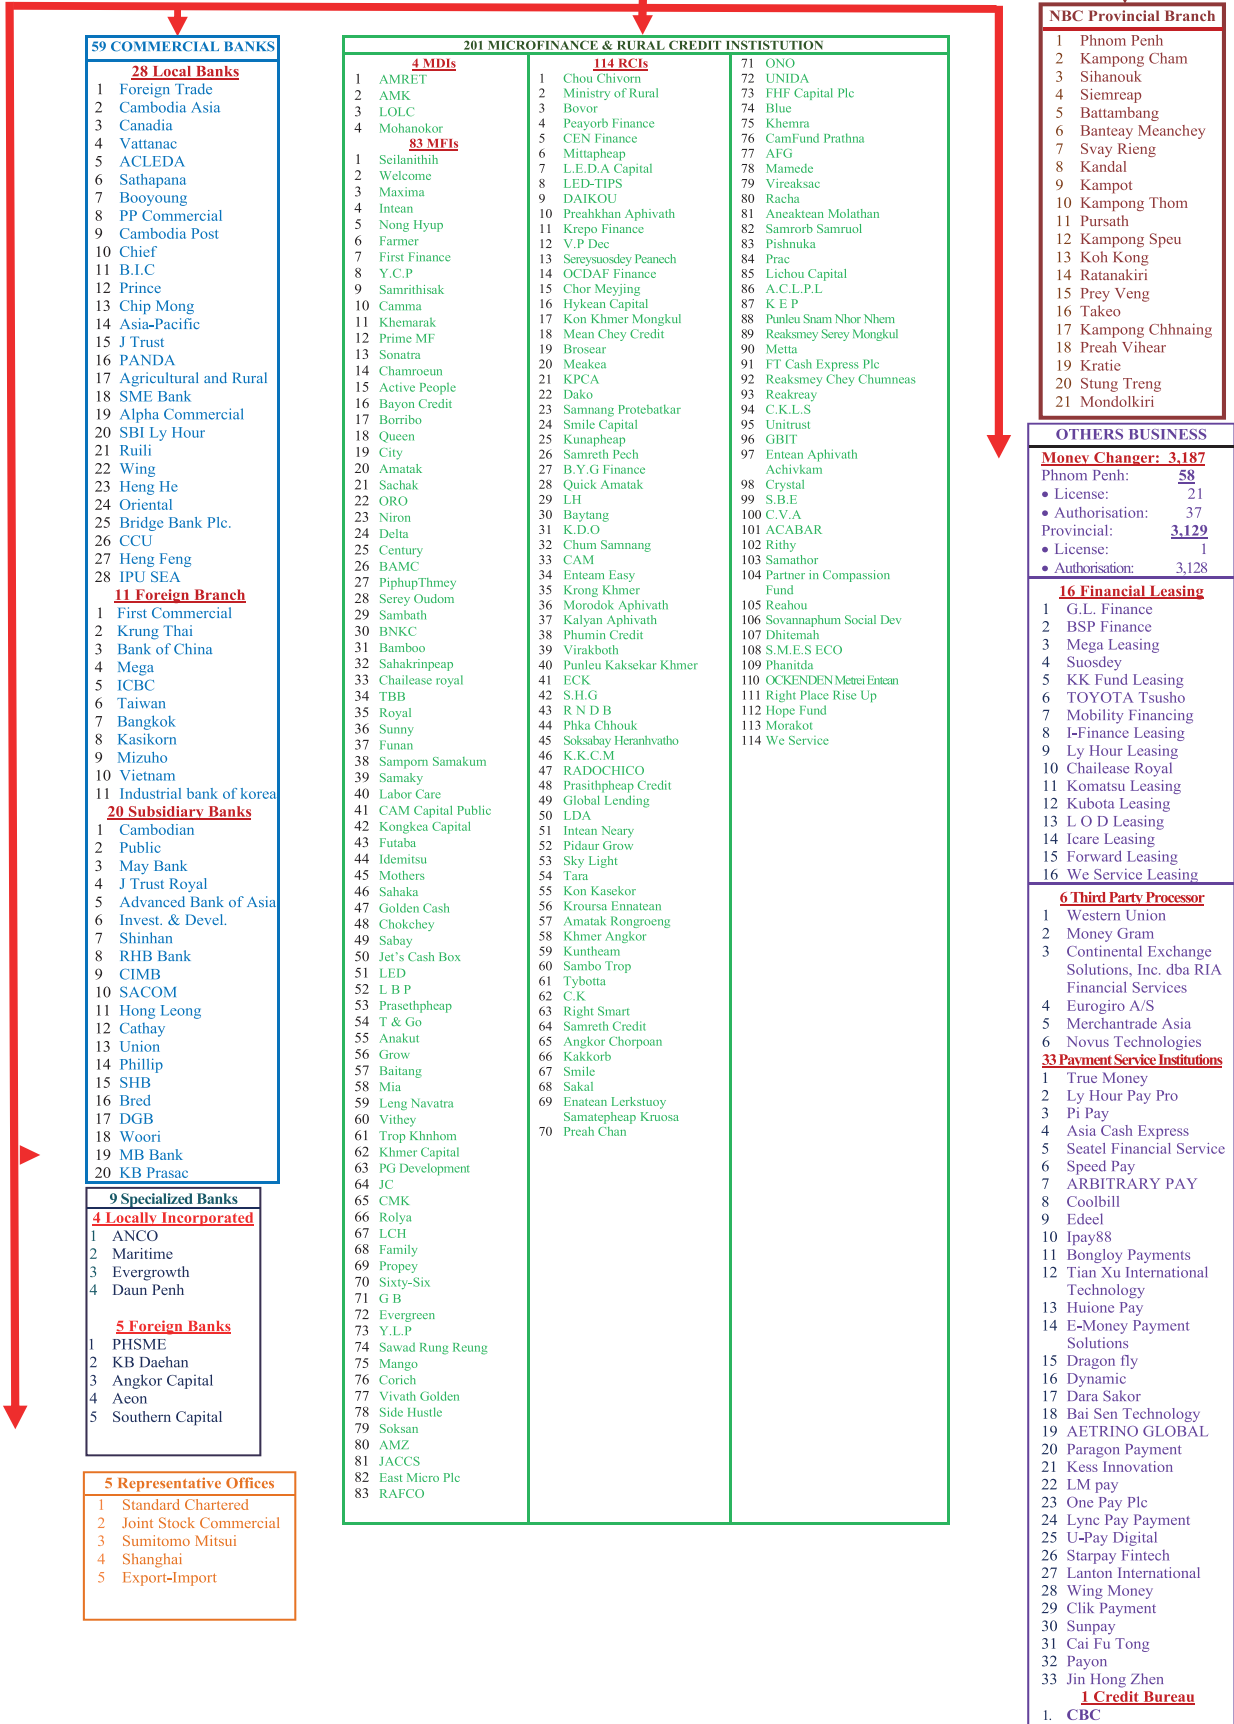 59 COMMERCIAL BANKS
28 Local Banks
1 Foreign Trade
2 Cambodia Asia
3 Canadia
4 Vattanac
5 ACLEDA
6 Sathapana
7 Booyoung
8 PP Commercial
9 Cambodia Post
10 Chief
11 B.I.C
12 Prince
13 Chip Mong
14 Asia-Pacific
15 J Trust
16 PANDA
17 Agricultural and Rural
18 SME Bank
19 Alpha Commercial
20 SBI Ly Hour
21 Ruili
22 Wing
23 Heng He
24 Oriental
25 Bridge Bank Plc.
26 CCU
27 Heng Feng
28 IPU SEA
11 Foreign Branch
1 First Commercial
2 Krung Thai
3 Bank of China
4 Mega
5 ICBC
6 Taiwan
7 Bangkok
8 Kasikorn
9 Mizuho
10 Vietnam
11 Industrial bank of korea
20 Subsidiary Banks
1 Cambodian
2 Public
3 May Bank
4 J Trust Royal
5 Advanced Bank of Asia
6 Invest. & Devel.
7 Shinhan
8 RHB Bank
9 CIMB
10 SACOM
11 Hong Leong
12 Cathay
13 Union
14 Phillip
15 SHB
16 Bred
17 DGB
18 Woori
19 MB Bank
20 KB Prasac
9 Specialized Banks
4 Locally Incorporated
1 ANCO
2 Maritime
3 Evergrowth
4 Daun Penh
5 Foreign Banks
1 PHSME
2 KB Daehan
3 Angkor Capital
4 Aeon
5 Southern Capital
5 Representative Offices
1 Standard Chartered
2 Joint Stock Commercial
3 Sumitomo Mitsui
4 Shanghai
5 Export-Import
201 MICROFINANCE & RURAL CREDIT INSTISTUTION
4 MDIs
1 AMRET
2 AMK
3 LOLC
4 Mohanokor
83 MFIs
1 Seilanithih
2 Welcome
3 Maxima
4 Intean
5 Nong Hyup
6 Farmer
7 First Finance
8 Y.C.P
9 Samrithisak
10 Camma
11 Khemarak
12 Prime MF
13 Sonatra
14 Chamroeun
15 Active People
16 Bayon Credit
17 Borribo
18 Queen
19 City
20 Amatak
21 Sachak
22 ORO
23 Niron
24 Delta
25 Century
26 BAMC
27 PiphupThmey
28 Serey Oudom
29 Sambath
30 BNKC
31 Bamboo
32 Sahakrinpeap
33 Chailease royal
34 TBB
35 Royal
36 Sunny
37 Funan
38 Samporn Samakum
39 Samaky
40 Labor Care
41 CAM Capital Public
42 Kongkea Capital
43 Futaba
44 Idemitsu
45 Mothers
46 Sahaka
47 Golden Cash
48 Chokchey
49 Sabay
50 Jet's Cash Box
51 LED
52 L B P
53 Prasethpheap
54 T & Go
55 Anakut
56 Grow
57 Baitang
58 Mia
59 Leng Navatra
60 Vithey
61 Trop Khnhom
62 Khmer Capital
63 PG Development
64 JC
65 CMK
66 Rolya
67 LCH
68 Family
69 Propey
70 Sixty-Six
71 G B
72 Evergreen
73 Y.L.P
74 Sawad Rung Reung
75 Mango
76 Corich
77 Vivath Golden
78 Side Hustle
79 Soksan
80 AMZ
81 JACCS
82 East Micro Plc
83 RAFCO
114 RCIs
1 Chou Chivorn
2 Ministry of Rural
3 Bovor
4 Peayorb Finance
5 CEN Finance
6 Mittapheap
7 L.E.D.A Capital
8 LED-TIPS
9 DAIKOU
10 Preahkhan Aphivath
11 Krepo Finance
12 V.P Dec
13 Sereysuosdey Peanech
14 OCDAF Finance
15 Chor Meyjing
16 Hykean Capital
17 Kon Khmer Mongkul
18 Mean Chey Credit
19 Brosear
20 Meakea
21 KPCA
22 Dako
23 Samnang Protebatkar
24 Smile Capital
25 Kunapheap
26 Samreth Pech
27 B.Y.G Finance
28 Quick Amatak
29 LH
30 Baytang
31 K.D.O
32 Chum Samnang
33 CAM
34 Enteam Easy
35 Krong Khmer
36 Morodok Aphivath
37 Kalyan Aphivath
38 Phumin Credit
39 Virakboth
40 Punleu Kaksekar Khmer
41 ECK
42 S.H.G
43 R N D B
44 Phka Chhouk
45 Soksabay Heranhvatho
46 K.K.C.M
47 RADOCHICO
48 Prasithpheap Credit
49 Global Lending
50 LDA
51 Intean Neary
52 Pidaur Grow
53 Sky Light
54 Tara
55 Kon Kasekor
56 Kroursa Ennatean
57 Amatak Rongroeng
58 Khmer Angkor
59 Kuntheam
60 Sambo Trop
61 Tybotta
62 C.K
63 Right Smart
64 Samreth Credit
65 Angkor Chorpoan
66 Kakkorb
67 Smile
68 Sakal
69 Enatean Lerkstuoy
Samatepheap Kruosa
70 Preah Chan
71 ONO
72 UNIDA
73 FHF Capital Plc
74 Blue
75 Khemra
76 CamFund Prathna
77 AFG
78 Mamede
79 Vireaksac
80 Racha
81 Aneaktean Molathan
82 Samrorb Samruol
83 Pishnuka
84 Prac
85 Lichou Capital
86 A.C.L.P.L
87 K E P
88 Punleu Snam Nhor Nhem
89 Reaksmey Serey Mongkul
90 Metta
91 FT Cash Express Plc
92 Reaksmey Chey Chumneas
93 Reakreay
94 C.K.L.S
95 Unitrust
96 GBIT
97 Entean Aphivath
Achivkam
98 Crystal
99 S.B.E
100 C.V.A
101 ACABAR
102 Rithy
103 Samathor
104 Partner in Compassion
Fund
105 Reahou
106 Sovannaphum Social Dev
107 Dhitemah
108 S.M.E.S ECO
109 Phanitda
110 OCKENDEN Metrei Entean
111 Right Place Rise Up
112 Hope Fund
113 Morakot
114 We Service
NBC Provincial Branch
1 Phnom Penh
2 Kampong Cham
3 Sihanouk
4 Siemreap
5 Battambang
6 Banteay Meanchey
7 Svay Rieng
8 Kandal
9 Kampot
10 Kampong Thom
11 Pursath
12 Kampong Speu
13 Koh Kong
14 Ratanakiri
15 Prey Veng
16 Takeo
17 Kampong Chhnaing
18 Preah Vihear
19 Kratie
20 Stung Treng
21 Mondolkiri
OTHERS BUSINESS
Money Changer: 3,187
Phnom Penh: 58
• License: 21
• Authorisation: 37
Provincial: 3,129
• License: 1
• Authorisation: 3,128
16 Financial Leasing
1 G.L. Finance
2 BSP Finance
3 Mega Leasing
4 Suosdey
5 KK Fund Leasing
6 TOYOTA Tsusho
7 Mobility Financing
8 I-Finance Leasing
9 Ly Hour Leasing
10 Chailease Royal
11 Komatsu Leasing
12 Kubota Leasing
13 L O D Leasing
14 Icare Leasing
15 Forward Leasing
16 We Service Leasing
6 Third Party Processor
1 Western Union
2 Money Gram
3 Continental Exchange
Solutions, Inc. dba RIA
Financial Services
4 Eurogiro A/S
5 Merchantrade Asia
6 Novus Technologies
33 Payment Service Institutions
1 True Money
2 Ly Hour Pay Pro
3 Pi Pay
4 Asia Cash Express
5 Seatel Financial Service
6 Speed Pay
7 ARBITRARY PAY
8 Coolbill
9 Edeel
10 Ipay88
11 Bongloy Payments
12 Tian Xu International
Technology
13 Huione Pay
14 E-Money Payment
Solutions
15 Dragon fly
16 Dynamic
17 Dara Sakor
18 Bai Sen Technology
19 AETRINO GLOBAL
20 Paragon Payment
21 Kess Innovation
22 LM pay
23 One Pay Plc
24 Lync Pay Payment
25 U-Pay Digital
26 Starpay Fintech
27 Lanton International
28 Wing Money
29 Clik Payment
30 Sunpay
31 Cai Fu Tong
32 Payon
33 Jin Hong Zhen
1 Credit Bureau
1. CBC